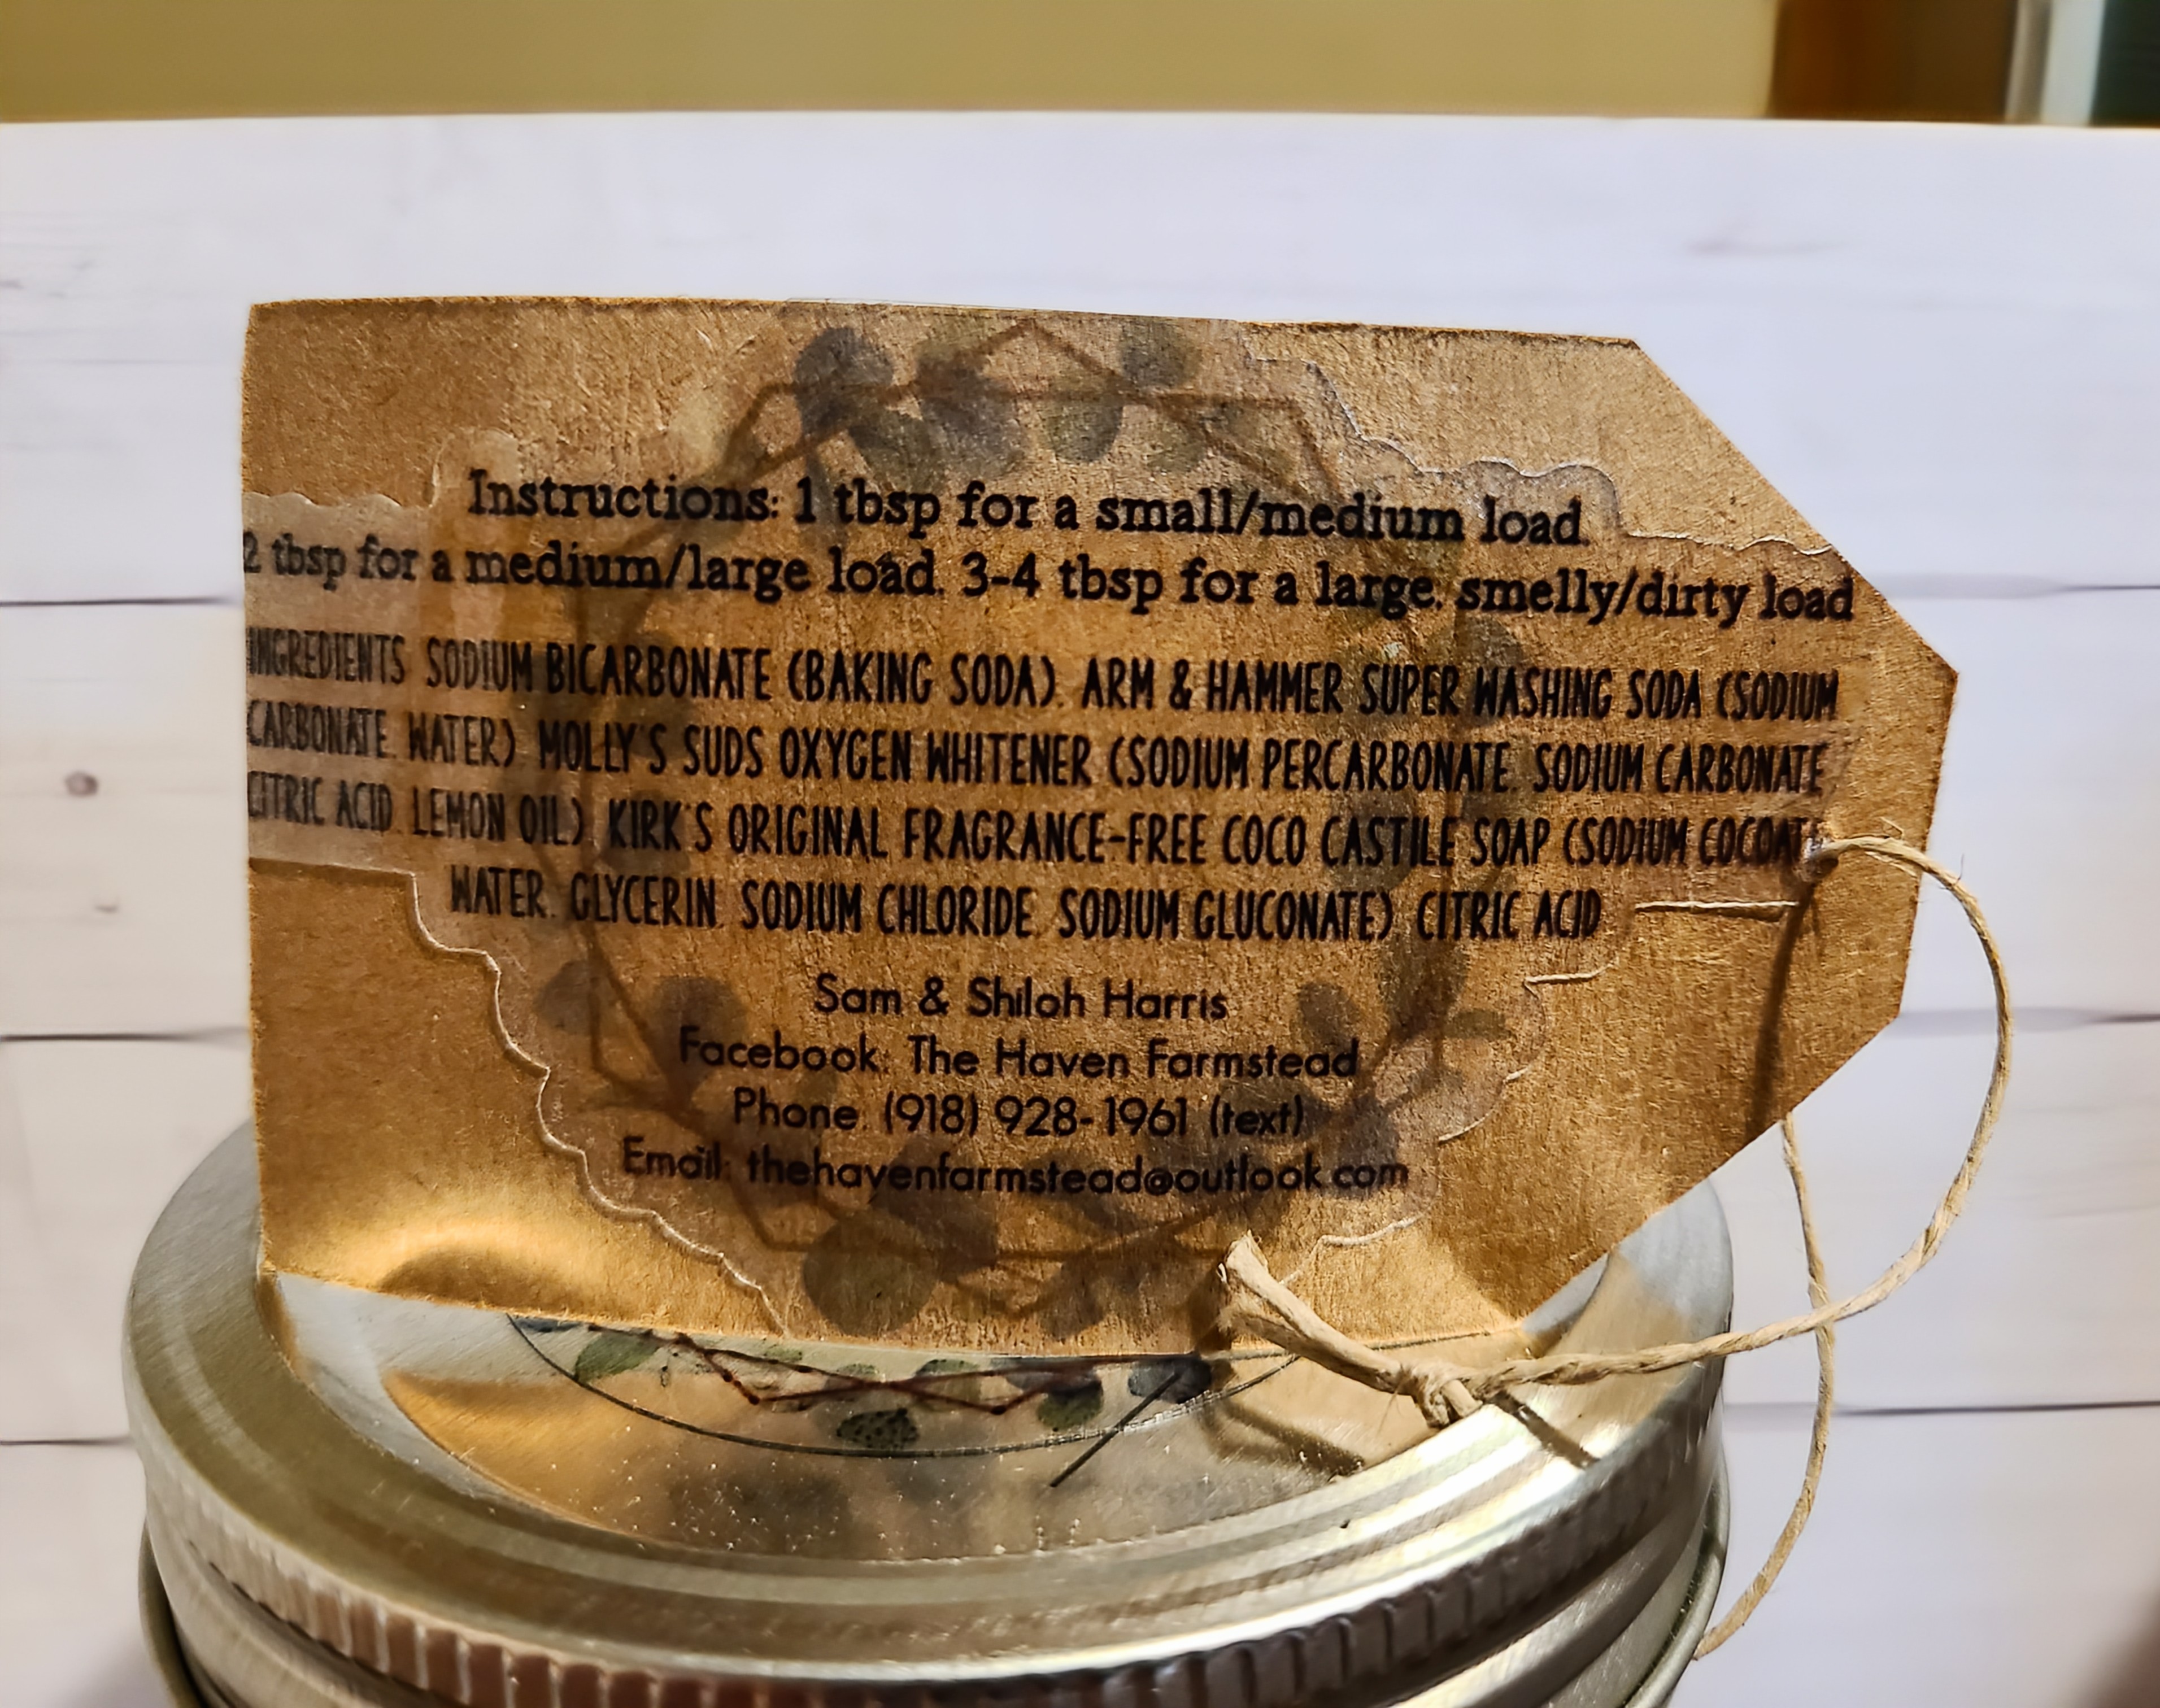 Instructions: 1 tbsp for a small/medium load.
2 tbsp for a medium/large load. 3-4 tbsp for a large, smelly/dirty load
INGREDIENTS: SODIUM BICARBONATE (BAKING SODA), ARM & HAMMER SUPER WASHING SODA (SODIUM
CARBONATE, WATER), MOLLY'S SUDS OXYGEN WHITENER (SODIUM PERCARBONATE, SODIUM CARBONATE,
CITRIC ACID, LEMON OIL), KIRK'S ORIGINAL FRAGRANCE-FREE COCO CASTILE SOAP (SODIUM COCOATE,
WATER, GLYCERIN, SODIUM CHLORIDE, SODIUM GLUCONATE), CITRIC ACID
Sam & Shiloh Harris
Facebook: The Haven Farmstead
Phone: (918) 928-1961 (text)
Email: thehavenfarmstead@outlook.com